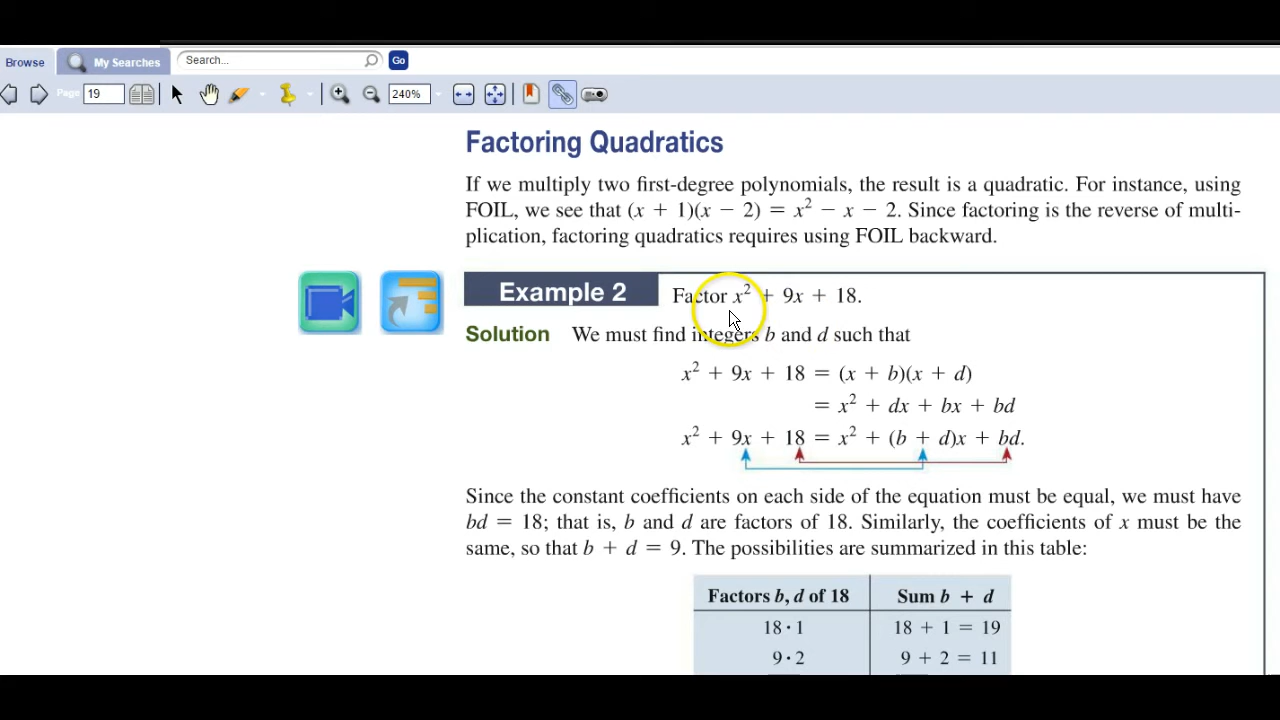 Browse My Searches Search... Go
Page 19 240%
Factoring Quadratics
If we multiply two first-degree polynomials, the result is a quadratic. For instance, using
FOIL, we see that (x + 1)(x − 2) = x² − x − 2. Since factoring is the reverse of multi-
plication, factoring quadratics requires using FOIL backward.
Example 2 Factor x² + 9x + 18.
Solution We must find integers b and d such that
x² + 9x + 18 = (x + b)(x + d)
= x² + dx + bx + bd
x² + 9x + 18 = x² + (b + d)x + bd.
Since the constant coefficients on each side of the equation must be equal, we must have
bd = 18; that is, b and d are factors of 18. Similarly, the coefficients of x must be the
same, so that b + d = 9. The possibilities are summarized in this table:
Factors b, d of 18 Sum b + d
18 · 1 18 + 1 = 19
9 · 2 9 + 2 = 11